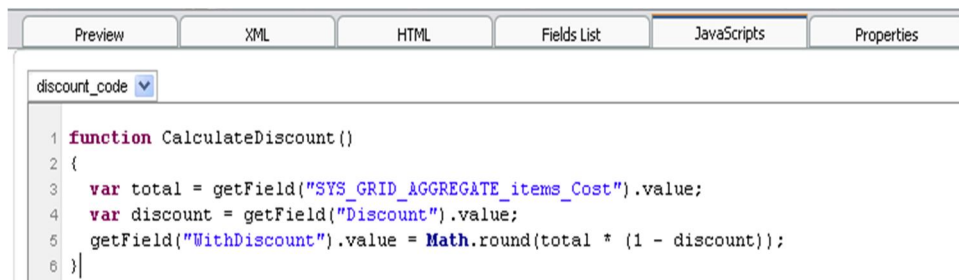 Preview XML HTML Fields List JavaScripts Properties
discount_code
1 function CalculateDiscount()
2 {
3 var total = getField("SYS_GRID_AGGREGATE_items_Cost").value;
4 var discount = getField("Discount").value;
5 getField("WithDiscount").value = Math.round(total * (1 - discount));
6 }